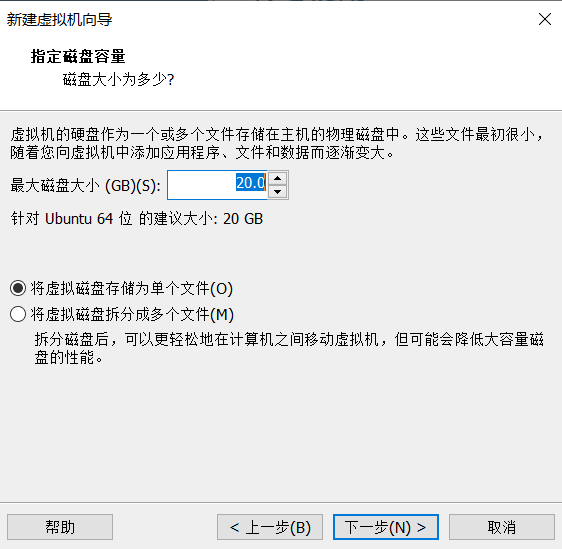 新建虚拟机向导
指定磁盘容量
磁盘大小为多少?
虚拟机的硬盘作为一个或多个文件存储在主机的物理磁盘中。这些文件最初很小，
随着您向虚拟机中添加应用程序、文件和数据而逐渐变大。
最大磁盘大小 (GB)(S): 20.0
针对 Ubuntu 64 位 的建议大小: 20 GB
将虚拟磁盘存储为单个文件(O)
将虚拟磁盘拆分成多个文件(M)
拆分磁盘后，可以更轻松地在计算机之间移动虚拟机，但可能会降低大容量磁
盘的性能。
帮助 < 上一步(B) 下一步(N) > 取消